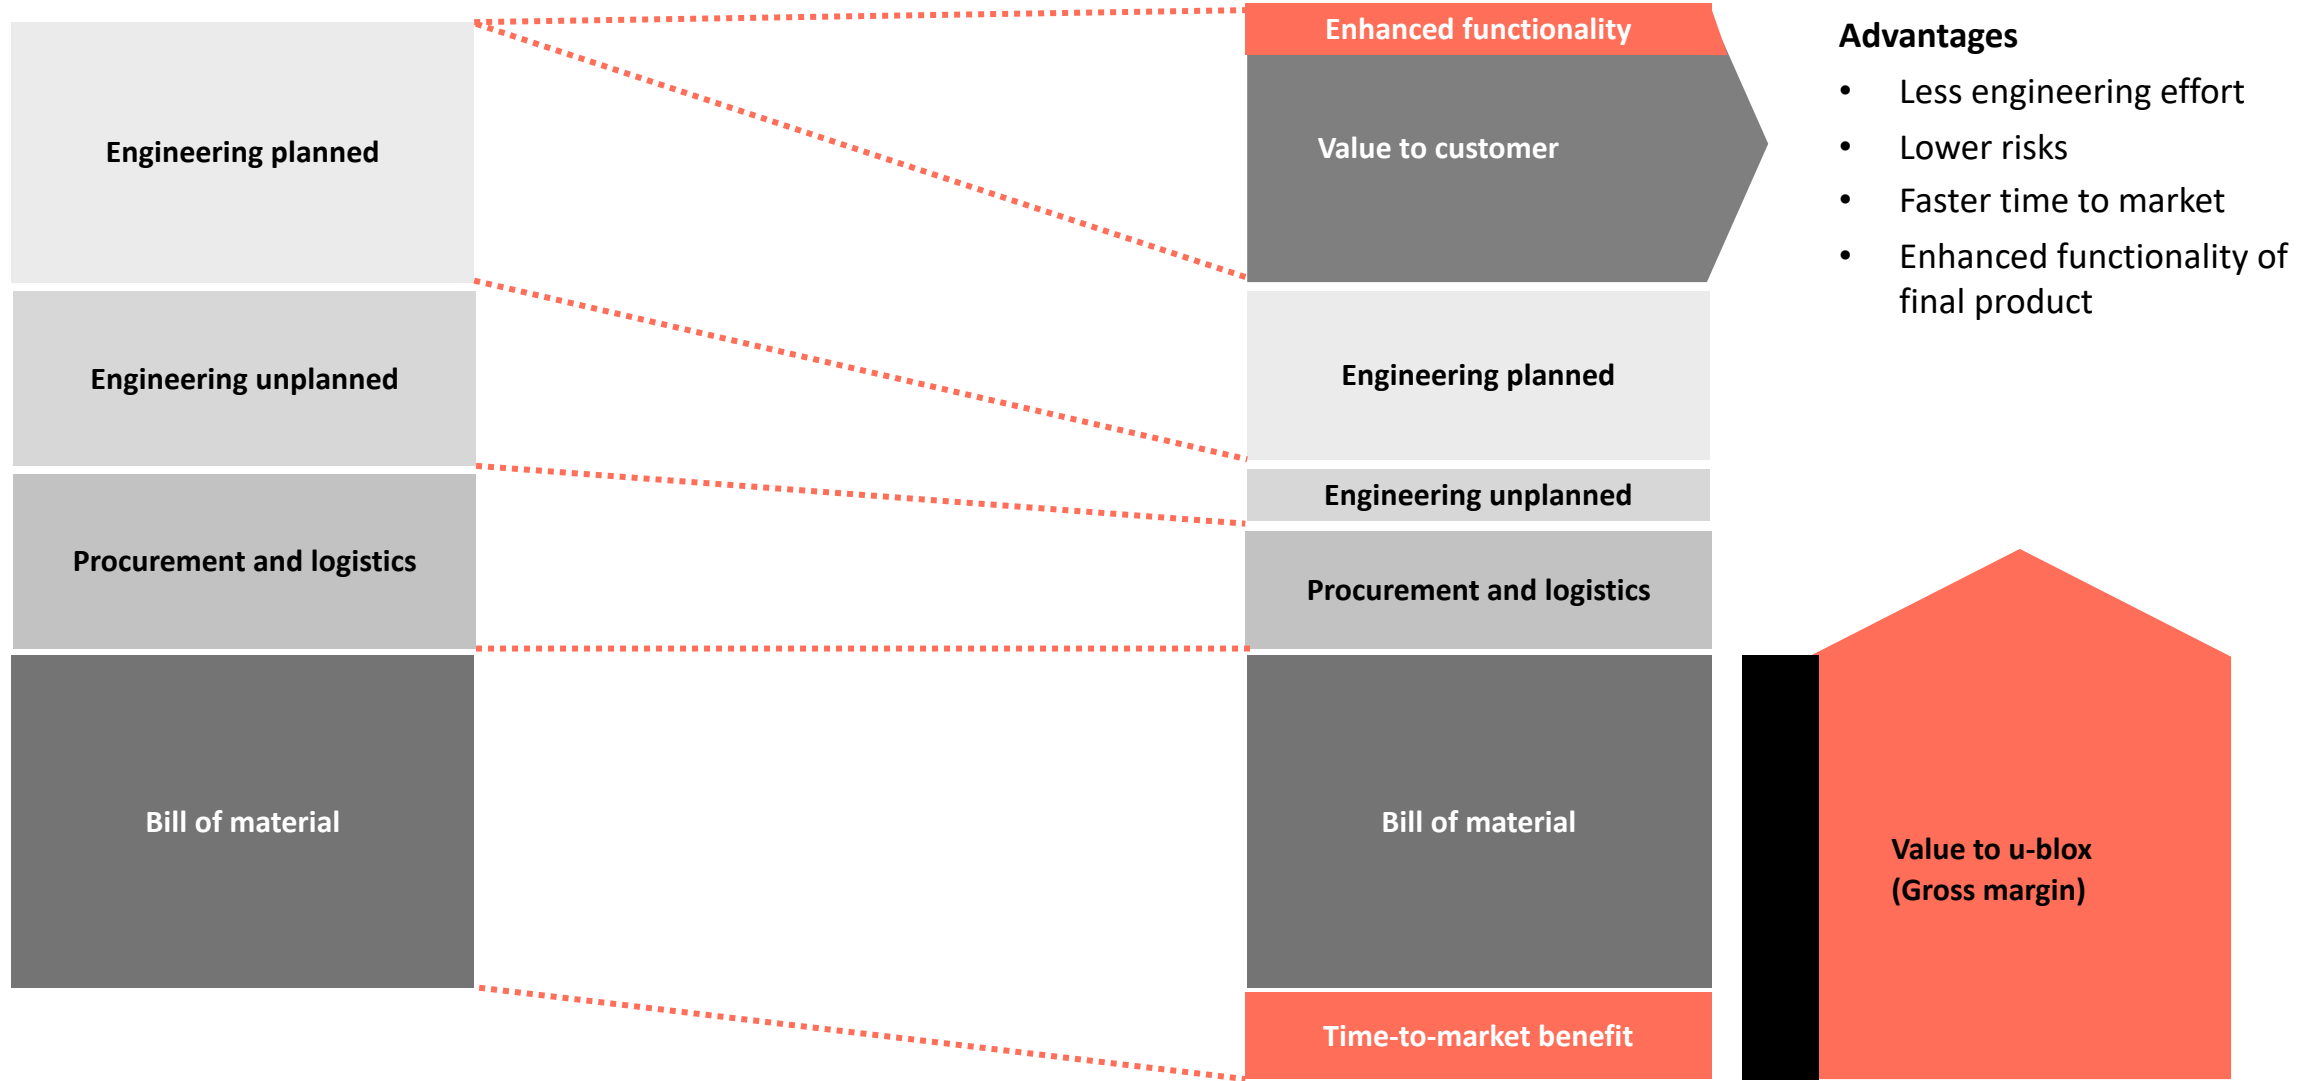 Engineering planned
Engineering unplanned
Procurement and logistics
Bill of material
Enhanced functionality
Value to customer
Engineering planned
Engineering unplanned
Procurement and logistics
Bill of material
Time-to-market benefit
Advantages
• Less engineering effort
• Lower risks
• Faster time to market
• Enhanced functionality of
final product
Value to u-blox
(Gross margin)